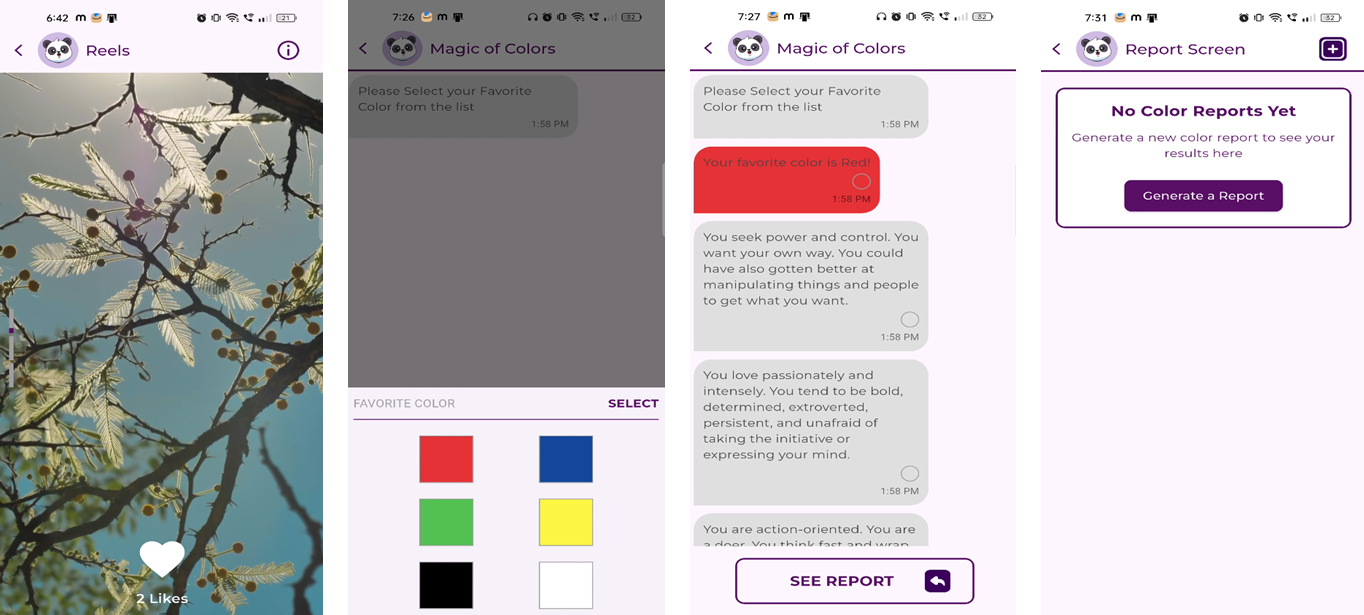 6:42
21
Reels
2 Likes
7:26
32
Magic of Colors
Please Select your Favorite
Color from the list
1:58 PM
FAVORITE COLOR
SELECT
7:27
32
Magic of Colors
Please Select your Favorite
Color from the list
1:58 PM
Your favorite color is Red!
1:58 PM
You seek power and control. You
want your own way. You could
have also gotten better at
manipulating things and people
to get what you want.
1:58 PM
You love passionately and
intensely. You tend to be bold,
determined, extroverted,
persistent, and unafraid of
taking the initiative or
expressing your mind.
1:58 PM
You are action-oriented. You are
a doer. You think fast and wrap
SEE REPORT
7:31
32
Report Screen
No Color Reports Yet
Generate a new color report to see your
results here
Generate a Report